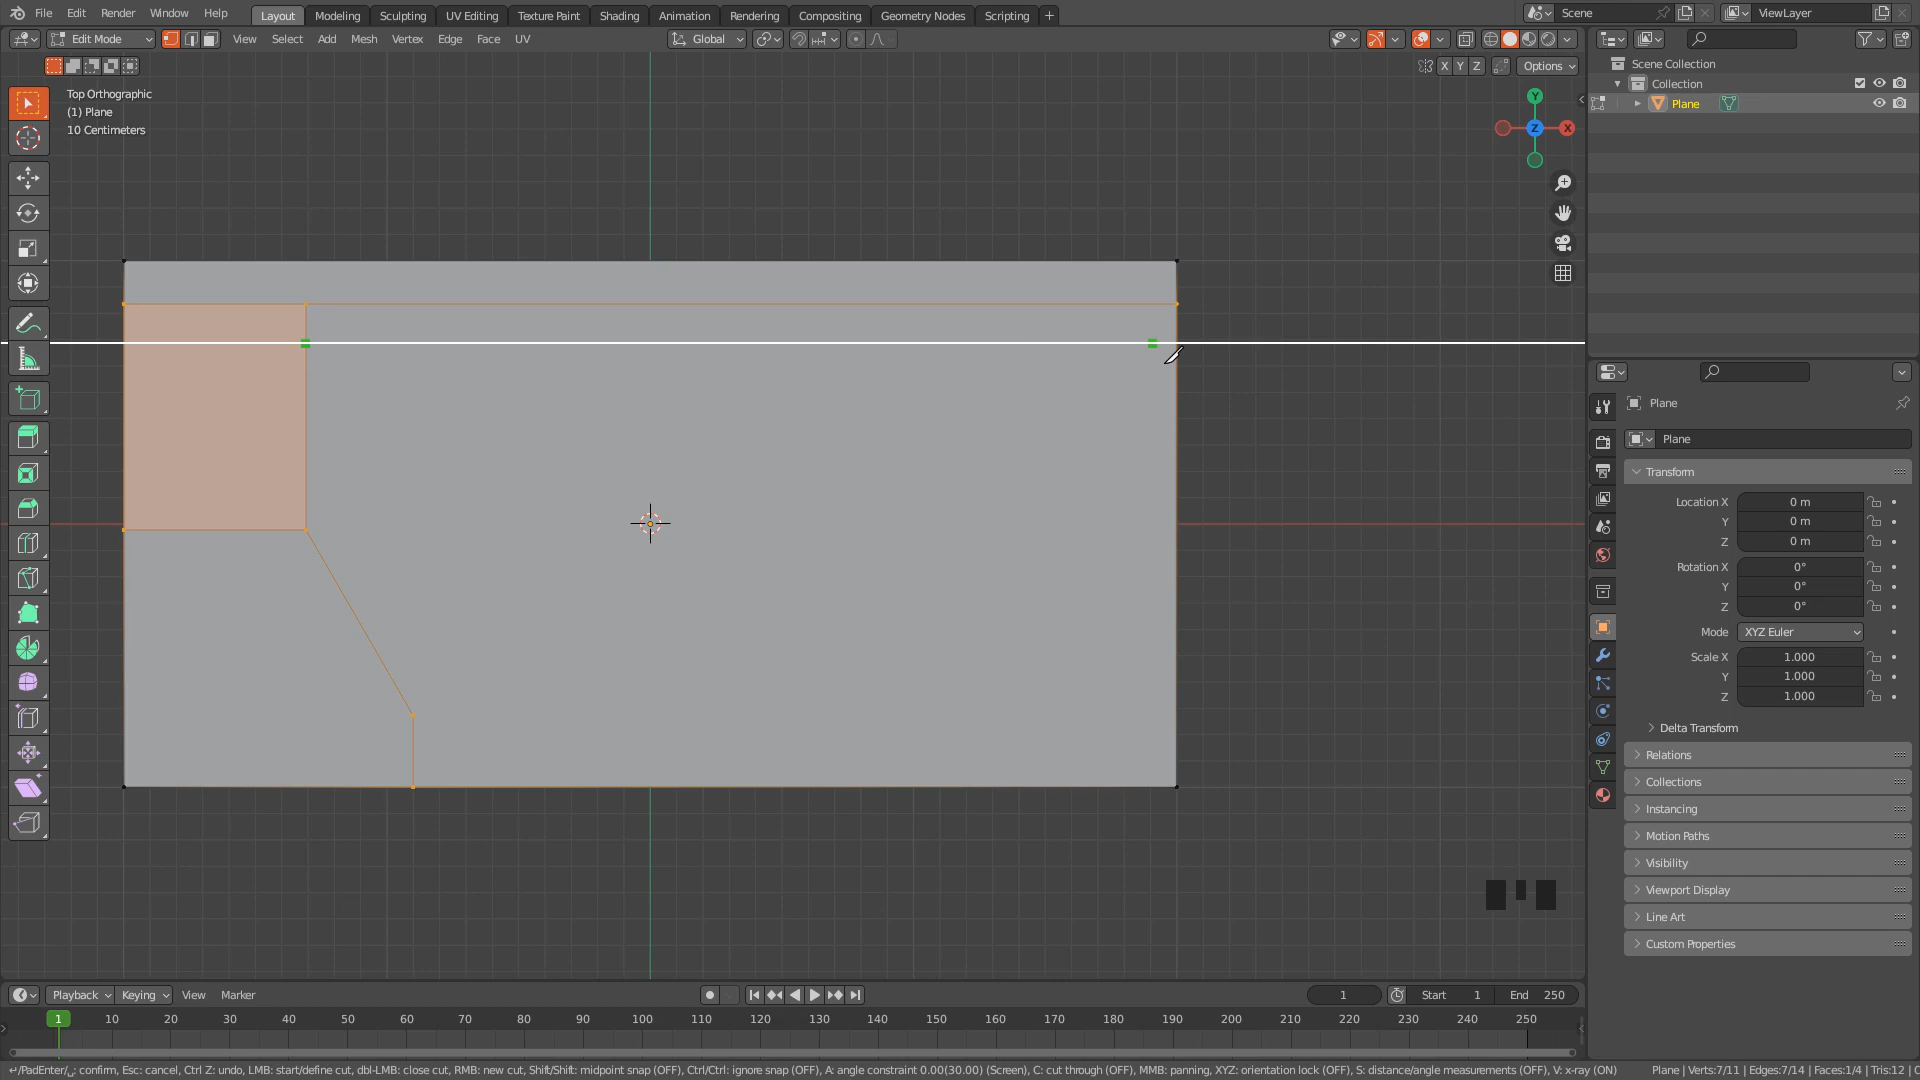 File Edit Render Window Help Layout Modeling Sculpting UV Editing Texture Paint Shading Animation Rendering Compositing Geometry Nodes Scripting + Scene ViewLayer
Edit Mode View Select Add Mesh Vertex Edge Face UV Global
X Y Z Options
Scene Collection
Collection
Plane
Top Orthographic
(1) Plane
10 Centimeters
Y
Z X
Plane
Plane
Transform
Location X 0 m
Y 0 m
Z 0 m
Rotation X 0°
Y 0°
Z 0°
Mode XYZ Euler
Scale X 1.000
Y 1.000
Z 1.000
Delta Transform
Relations
Collections
Instancing
Motion Paths
Visibility
Viewport Display
Line Art
Custom Properties
Playback Keying View Marker 1 Start 1 End 250
1 10 20 30 40 50 60 70 80 90 100 110 120 130 140 150 160 170 180 190 200 210 220 230 240 250
↵/PadEnter/␣: confirm, Esc: cancel, Ctrl Z: undo, LMB: start/define cut, dbl-LMB: close cut, RMB: new cut, Shift/Shift: midpoint snap (OFF), Ctrl/Ctrl: ignore snap (OFF), A: angle constraint 0.00(30.00) (Screen), C: cut through (OFF), MMB: panning, XYZ: orientation lock (OFF), S: distance/angle measurements (OFF), V: x-ray (ON) Plane | Verts:7/11 | Edges:7/14 | Faces:1/4 | Tris:12 |